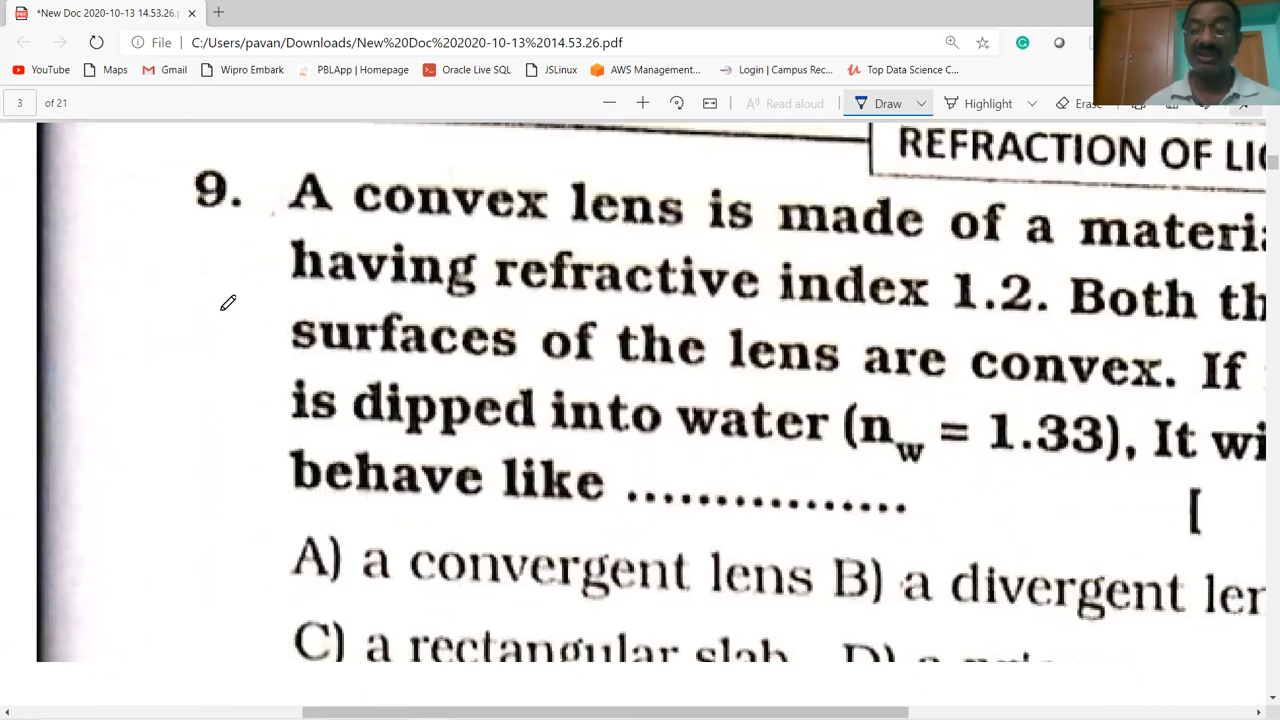 *New Doc 2020-10-13 14.53.26.p
File C:/Users/pavan/Downloads/New%20Doc%202020-10-13%2014.53.26.pdf
YouTube Maps Gmail Wipro Embark PBLApp | Homepage Oracle Live SQL JSLinux AWS Management... Login | Campus Rec... Top Data Science C...
3 of 21 Read aloud Draw Highlight Erase
REFRACTION OF LI
9. A convex lens is made of a materi
having refractive index 1.2. Both th
surfaces of the lens are convex. If
is dipped into water (nw = 1.33), It wi
behave like ................ [
A) a convergent lens B) a divergent len
C) a rectangular slab D) a